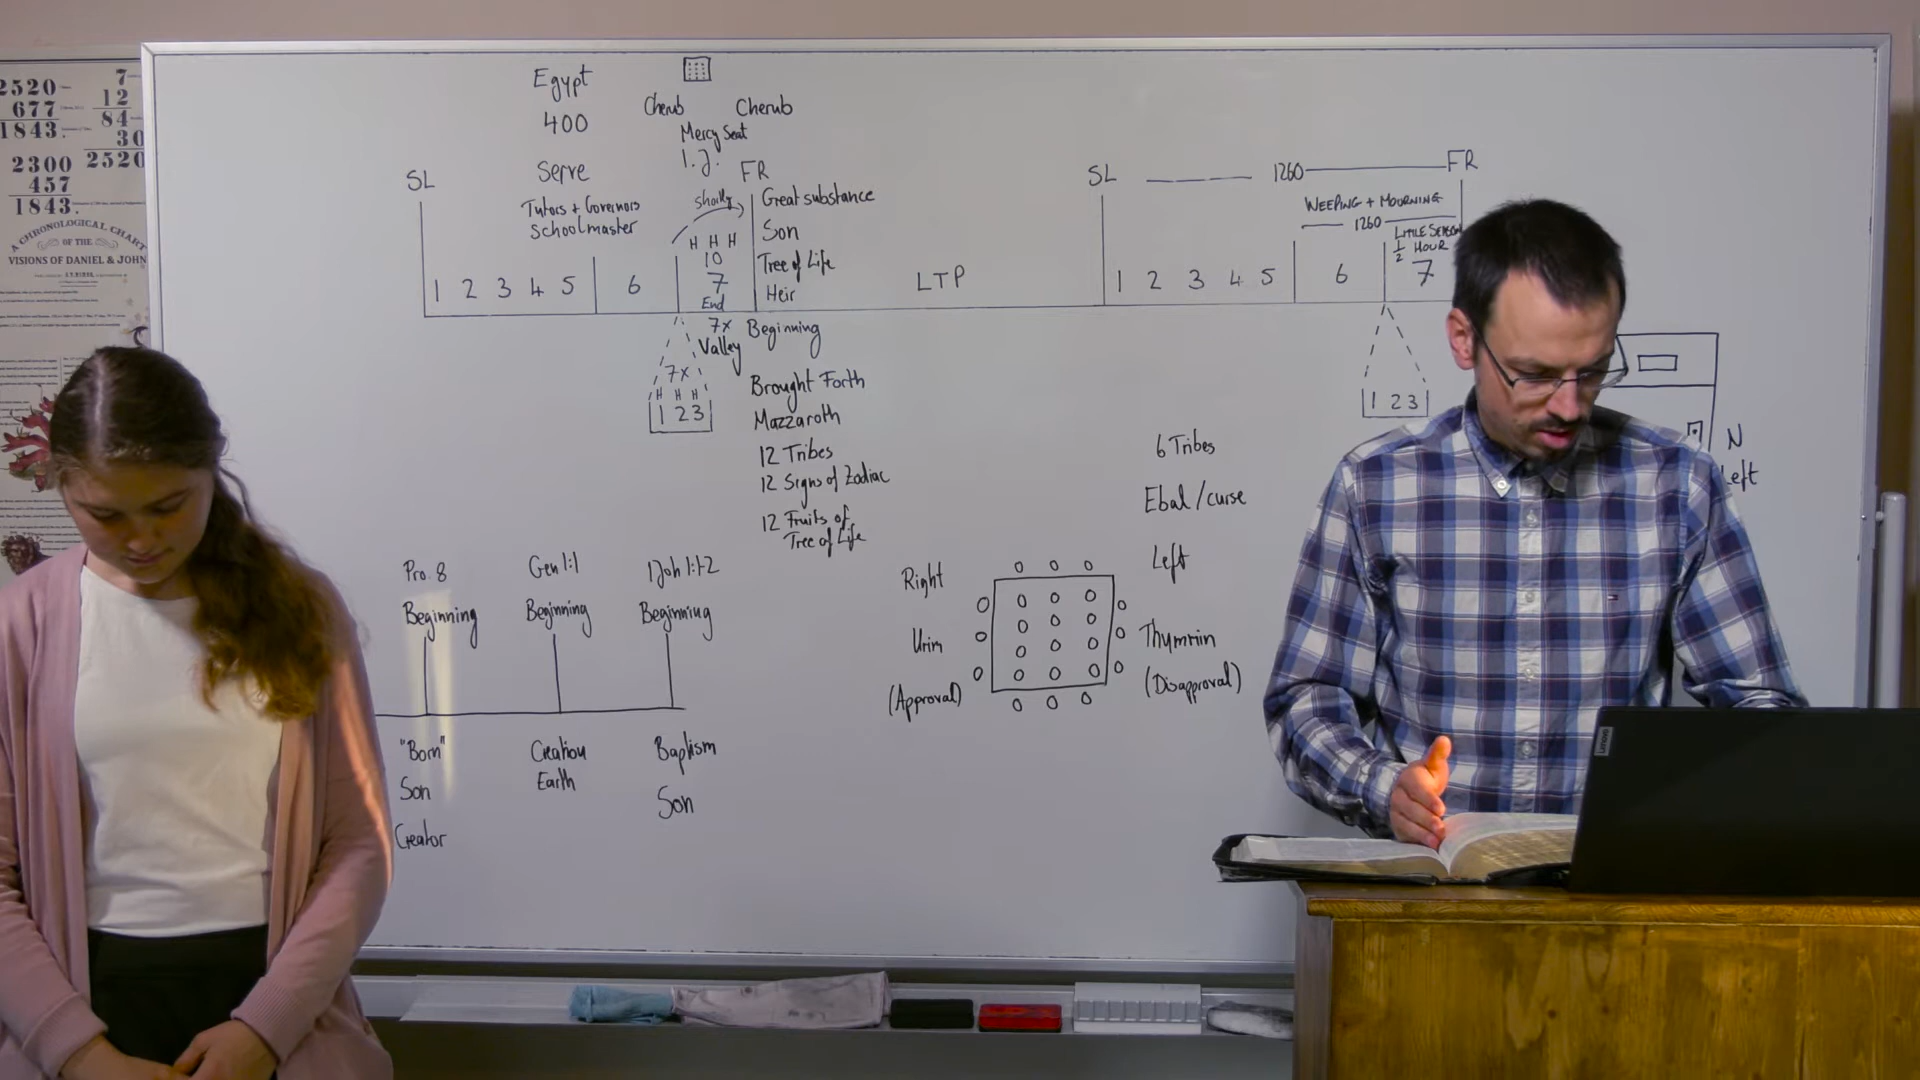 2520
677
1843.
2300
457
1843.
7
12
84
30
2520
A CHRONOLOGICAL CHART
OF THE
VISIONS OF DANIEL & JOHN
Egypt
400
Serve
Tutors + Governors
Schoolmaster
SL
1 2 3 4 5
6
Cherub Cherub
Mercy Seat
1.J.
FR
shortly
H H H
10
7
End
7x
Valley
7x
H H H
1 2 3
Great substance
Son
Tree of Life
Heir
Beginning
Brought Forth
Mazzaroth
12 Tribes
12 Signs of Zodiac
12 Fruits of
Tree of Life
LTP
SL
1260
FR
WEEPING + MOURNING
1260
LITTLE SEASON
1/2 HOUR
1 2 3 4 5
6
7
1 2 3
N
Left
6 Tribes
Ebal/curse
Left
Thummin
(Disapproval)
Right
Urim
(Approval)
Pro. 8
Beginning
"Born"
Son
Creator
Gen 1:1
Beginning
Creation
Earth
1Joh 1:1-2
Beginning
Baptism
Son
Lenovo